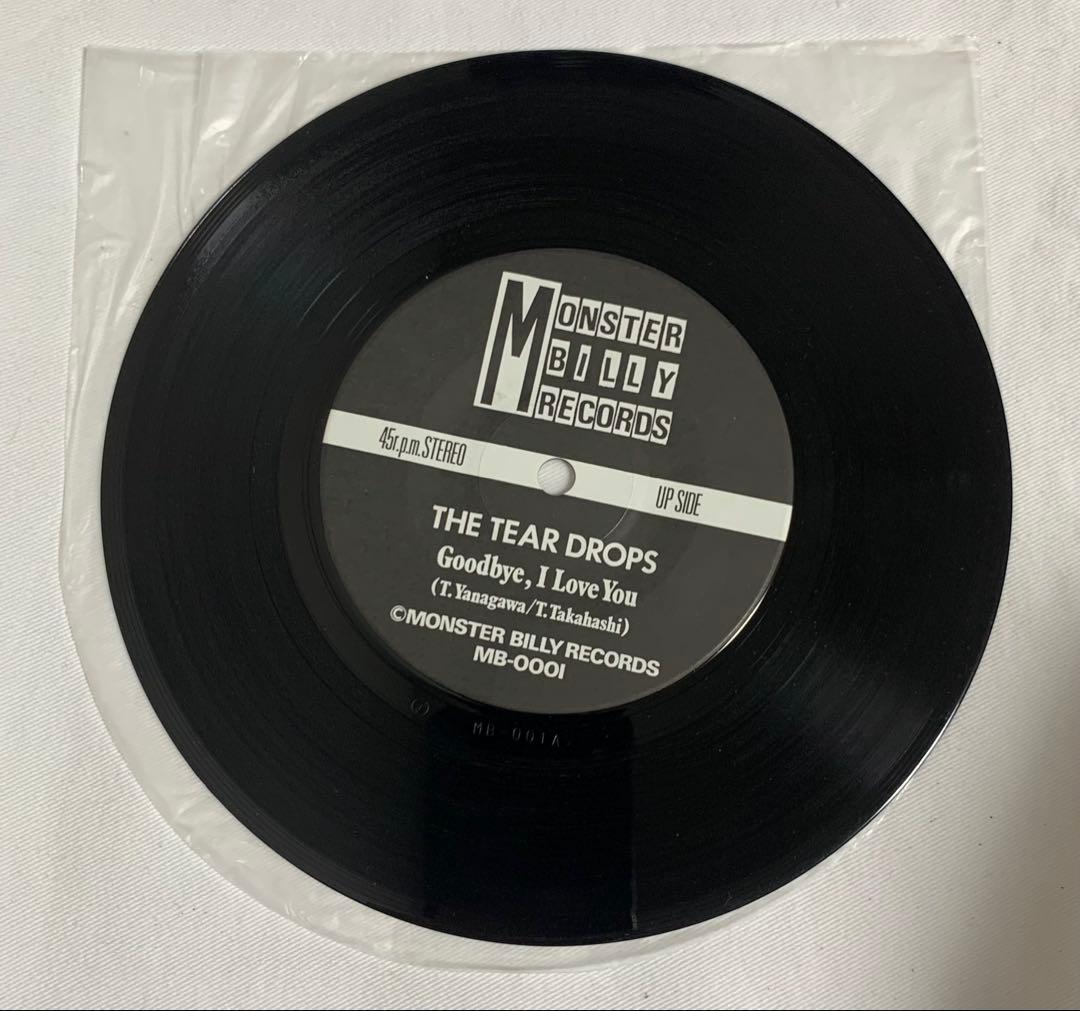 MONSTER
BILLY
RECORDS
45r.p.m. STEREO
UP SIDE
THE TEAR DROPS
Goodbye, I Love You
(T. Yanagawa/T. Takahashi)
©MONSTER BILLY RECORDS
MB-0001
MB-001A